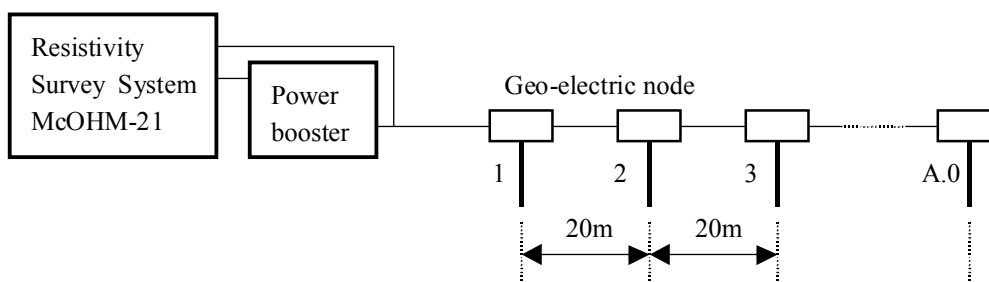 Resistivity
Survey System
McOHM-21
Power
booster
Geo-electric node
1
2
3
A.0
20m
20m